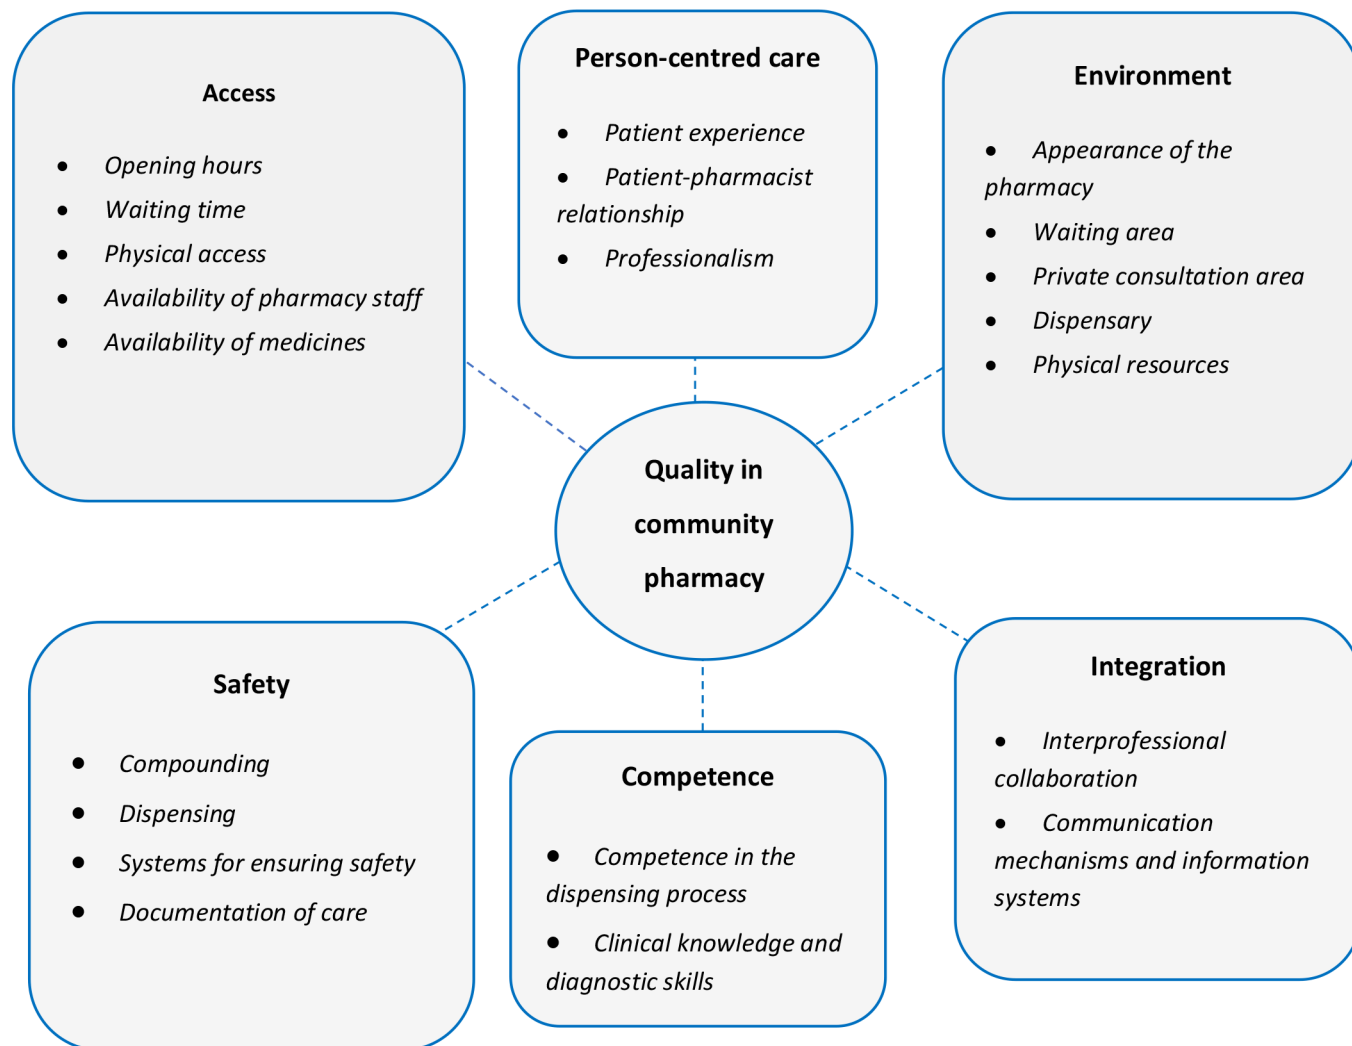 Access
• Opening hours
• Waiting time
• Physical access
• Availability of pharmacy staff
• Availability of medicines
Person-centred care
• Patient experience
• Patient-pharmacist
relationship
• Professionalism
Environment
• Appearance of the
pharmacy
• Waiting area
• Private consultation area
• Dispensary
• Physical resources
Quality in
community
pharmacy
Safety
• Compounding
• Dispensing
• Systems for ensuring safety
• Documentation of care
Competence
• Competence in the
dispensing process
• Clinical knowledge and
diagnostic skills
Integration
• Interprofessional
collaboration
• Communication
mechanisms and information
systems